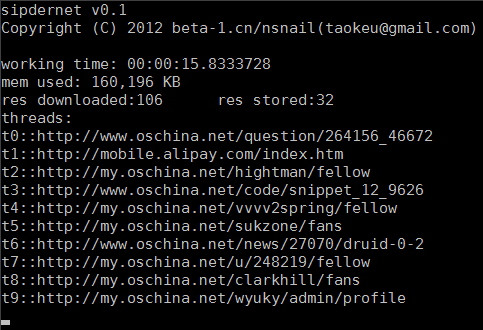 sipdernet v0.1
Copyright (C) 2012 beta-1.cn/nsnail(taokeu@gmail.com)
working time: 00:00:15.8333728
mem used: 160,196 KB
res downloaded:106 res stored:32
threads:
t0::http://www.oschina.net/question/264156_46672
t1::http://mobile.alipay.com/index.htm
t2::http://my.oschina.net/hightman/fellow
t3::http://www.oschina.net/code/snippet_12_9626
t4::http://my.oschina.net/vvvv2spring/fellow
t5::http://my.oschina.net/sukzone/fans
t6::http://www.oschina.net/news/27070/druid-0-2
t7::http://my.oschina.net/u/248219/fellow
t8::http://my.oschina.net/clarkhill/fans
t9::http://my.oschina.net/wyuky/admin/profile